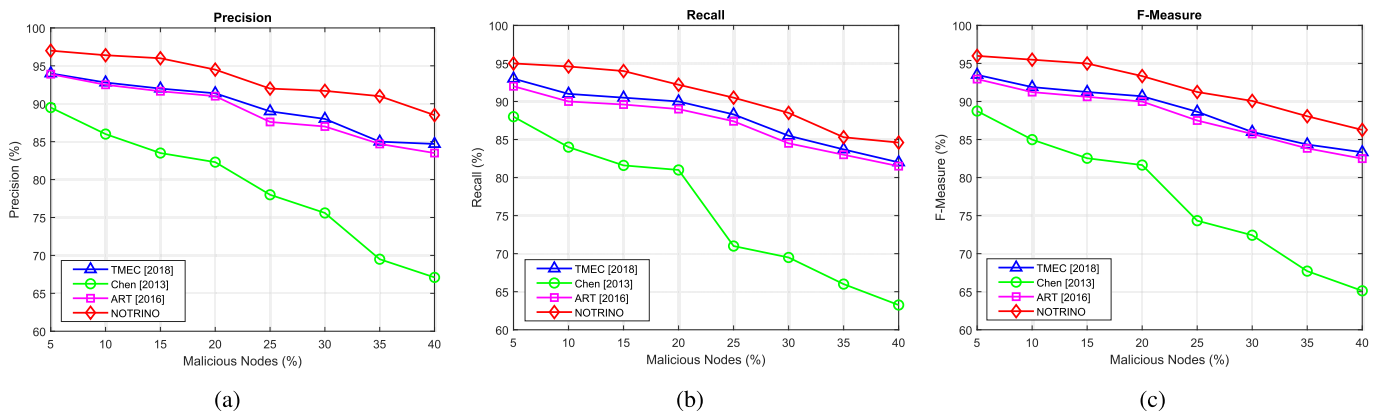 Precision
100
95
90
85
80
75
70
65
60
Precision (%)
TMEC [2018]
Chen [2013]
ART [2016]
NOTRINO
5 10 15 20 25 30 35 40
Malicious Nodes (%)
(a)
Recall
100
95
90
85
80
75
70
65
60
Recall (%)
TMEC [2018]
Chen [2013]
ART [2016]
NOTRINO
5 10 15 20 25 30 35 40
Malicious Nodes (%)
(b)
F-Measure
100
95
90
85
80
75
70
65
60
F-Measure (%)
TMEC [2018]
Chen [2013]
ART [2016]
NOTRINO
5 10 15 20 25 30 35 40
Malicious Nodes (%)
(c)